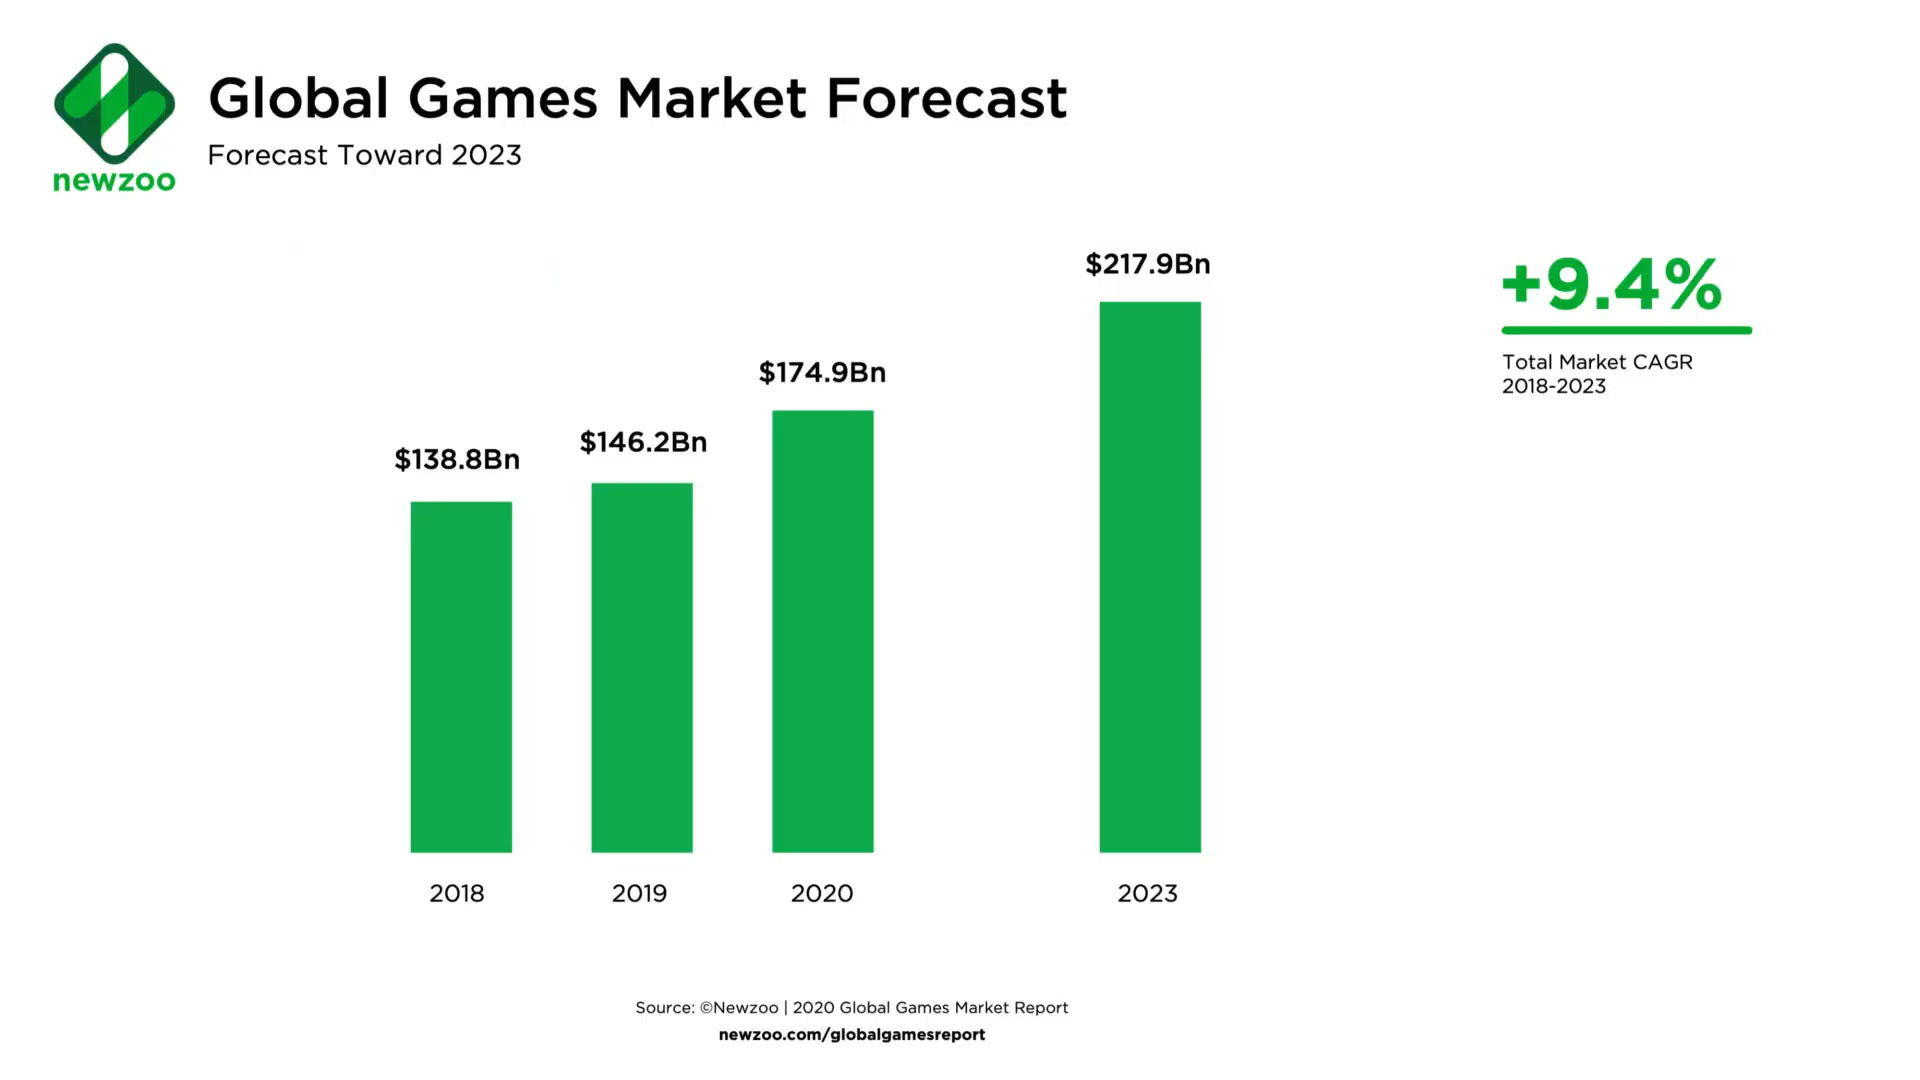 newzoo
Global Games Market Forecast
Forecast Toward 2023
$138.8Bn
$146.2Bn
$174.9Bn
$217.9Bn
2018
2019
2020
2023
+9.4%
Total Market CAGR
2018-2023
Source: ©Newzoo | 2020 Global Games Market Report
newzoo.com/globalgamesreport